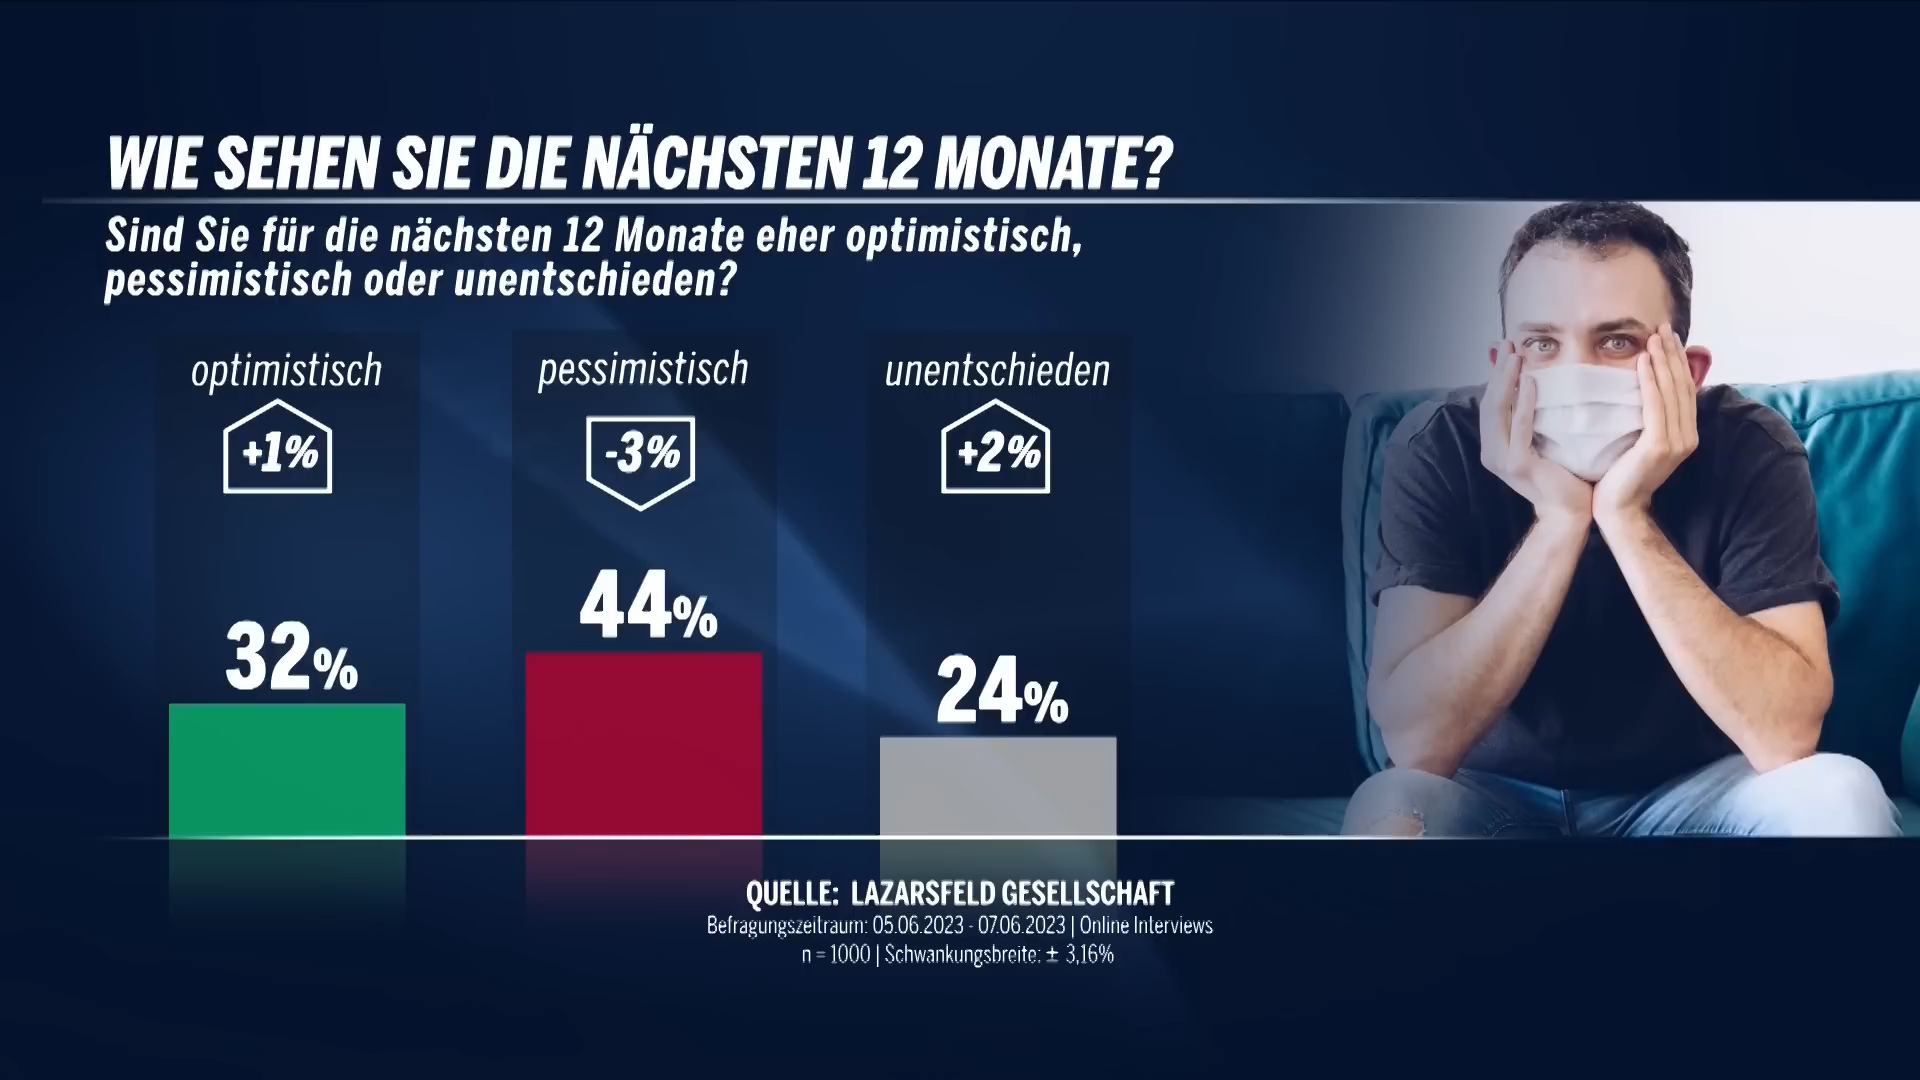 WIE SEHEN SIE DIE NÄCHSTEN 12 MONATE?
Sind Sie für die nächsten 12 Monate eher optimistisch,
pessimistisch oder unentschieden?
optimistisch
+1%
32%
pessimistisch
-3%
44%
unentschieden
+2%
24%
QUELLE: LAZARSFELD GESELLSCHAFT
Befragungszeitraum: 05.06.2023 - 07.06.2023 | Online Interviews
n = 1000 | Schwankungsbreite: ± 3,16%